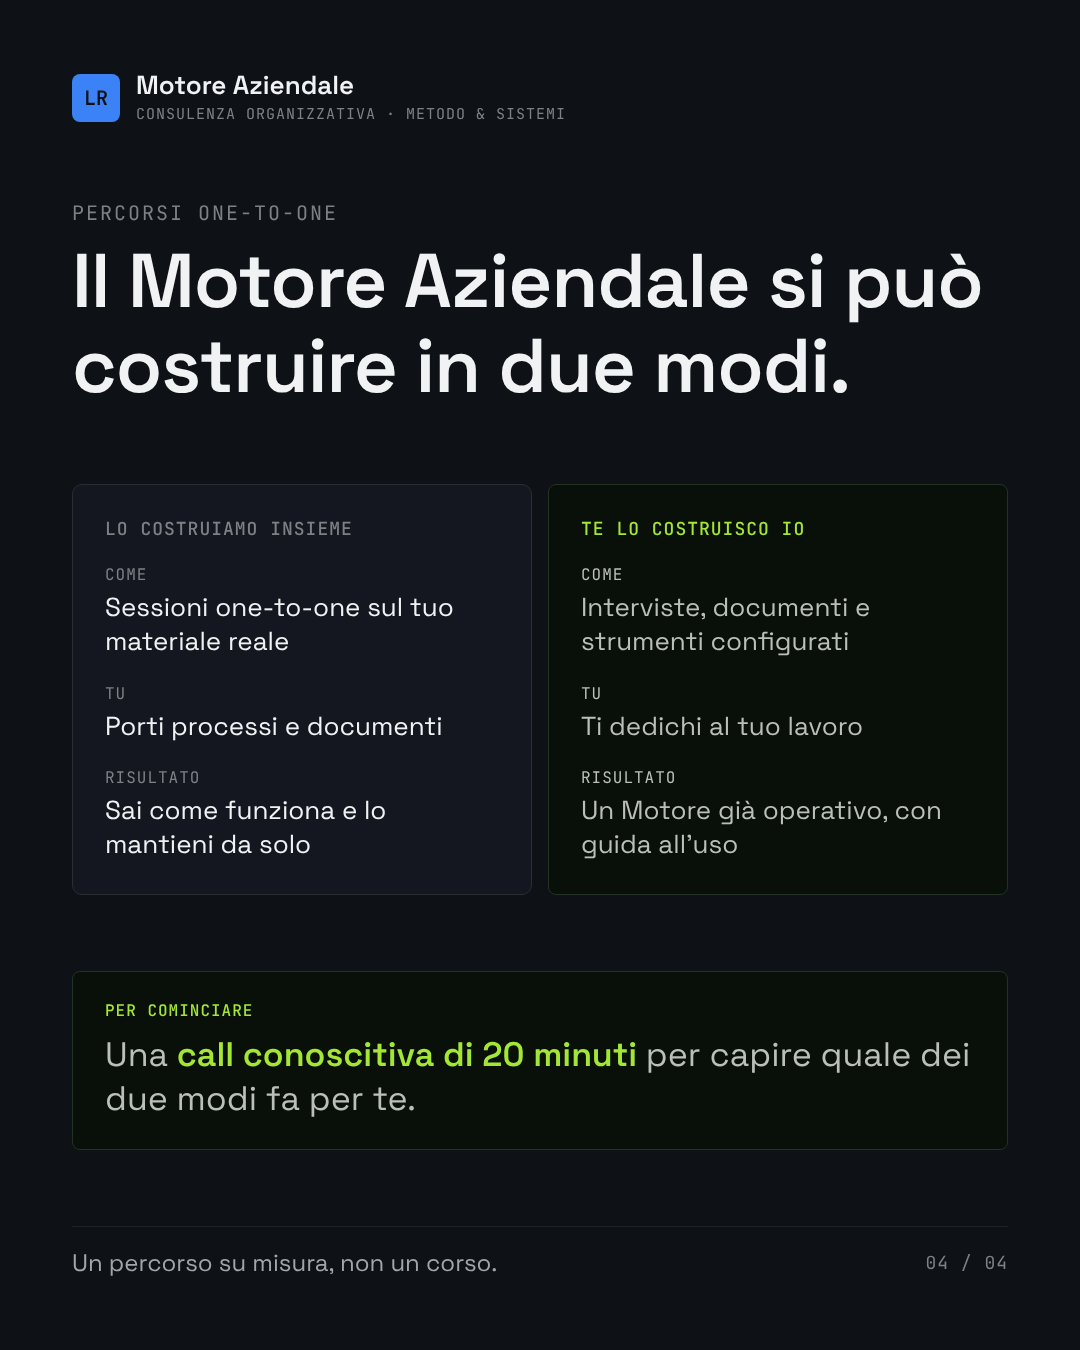 LR
Motore Aziendale
CONSULENZA ORGANIZZATIVA · METODO & SISTEMI
PERCORSI ONE-TO-ONE
Il Motore Aziendale si può
costruire in due modi.
LO COSTRUIAMO INSIEME
COME
Sessioni one-to-one sul tuo
materiale reale
TU
Porti processi e documenti
RISULTATO
Sai come funziona e lo
mantieni da solo
TE LO COSTRUISCO IO
COME
Interviste, documenti e
strumenti configurati
TU
Ti dedichi al tuo lavoro
RISULTATO
Un Motore già operativo, con
guida all’uso
PER COMINCIARE
Una call conoscitiva di 20 minuti per capire quale dei
due modi fa per te.
Un percorso su misura, non un corso.
04 / 04